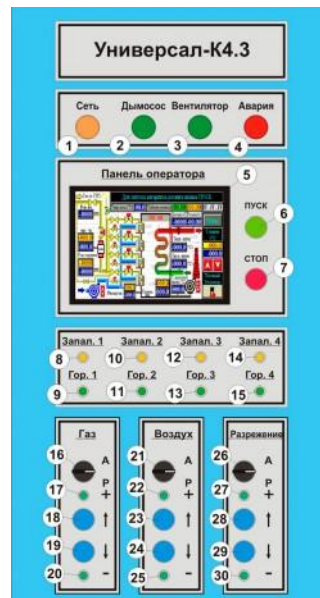 Универсал-К4.3
Сеть Дымосос Вентилятор Авария
1 2 3 4
Панель оператора 5
ПУСК
6
СТОП
7
Запал. 1 Запал. 2 Запал. 3 Запал. 4
8 10 12 14
Гор. 1 Гор. 2 Гор. 3 Гор. 4
9 11 13 15
Газ Воздух Разрежение
16 А 21 А 26 А
Р Р Р
17 + 22 + 27 +
18 ↑ 23 ↑ 28 ↑
19 ↓ 24 ↓ 29 ↓
20 - 25 - 30 -